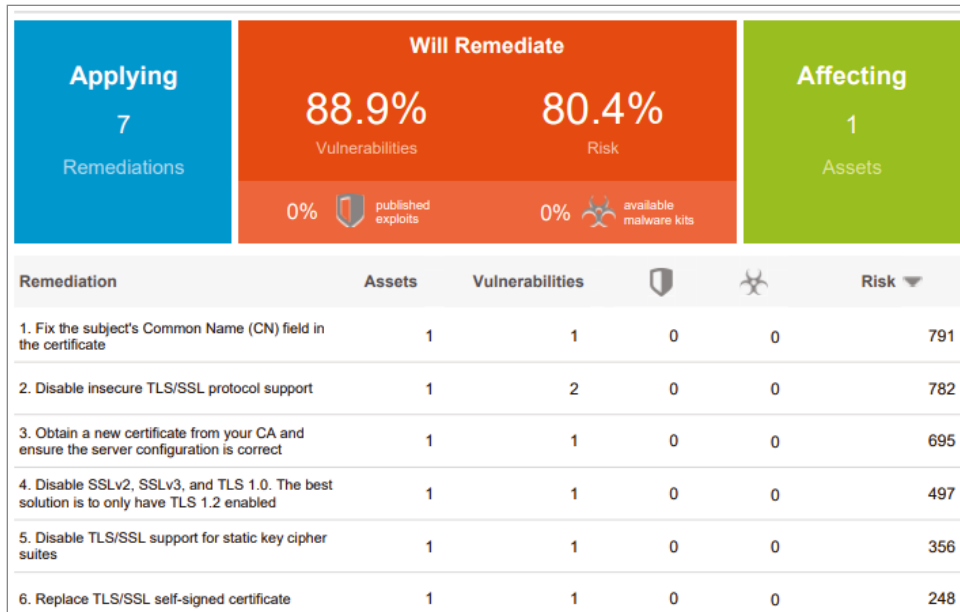 Applying
7
Remediations
Will Remediate
88.9%
Vulnerabilities
80.4%
Risk
0%
published
exploits
0%
available
malware kits
Affecting
1
Assets
Remediation Assets Vulnerabilities Risk
1. Fix the subject's Common Name (CN) field in
the certificate
1 1 0 0 791
2. Disable insecure TLS/SSL protocol support 1 2 0 0 782
3. Obtain a new certificate from your CA and
ensure the server configuration is correct
1 1 0 0 695
4. Disable SSLv2, SSLv3, and TLS 1.0. The best
solution is to only have TLS 1.2 enabled
1 1 0 0 497
5. Disable TLS/SSL support for static key cipher
suites
1 1 0 0 356
6. Replace TLS/SSL self-signed certificate 1 1 0 0 248